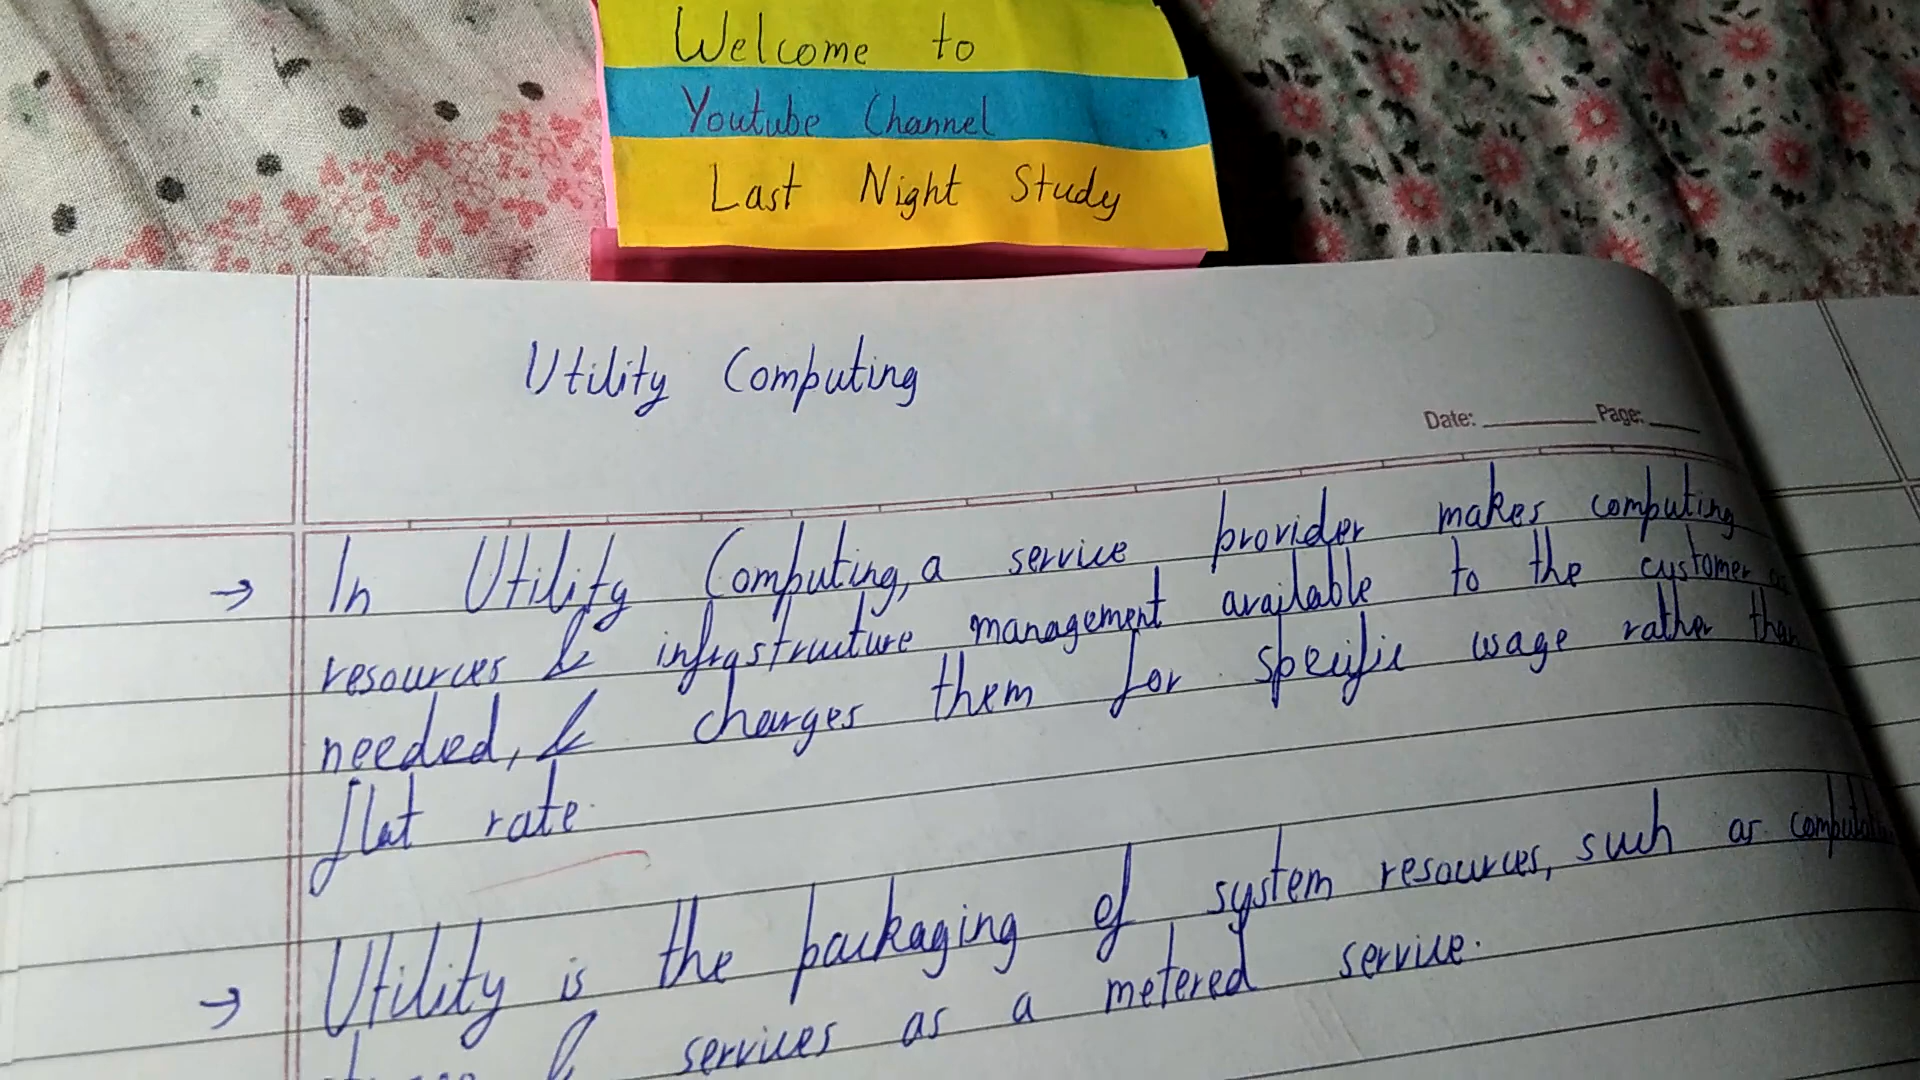 Welcome to
Youtube Channel
Last Night Study
Utility Computing
Date: Page:
→ In Utility Computing, a service provider makes computing
resources & infrastructure management available to the customer as
needed, & charges them for specific usage rather than
flat rate.
→ Utility is the packaging of system resources, such as
& services as a metered service.